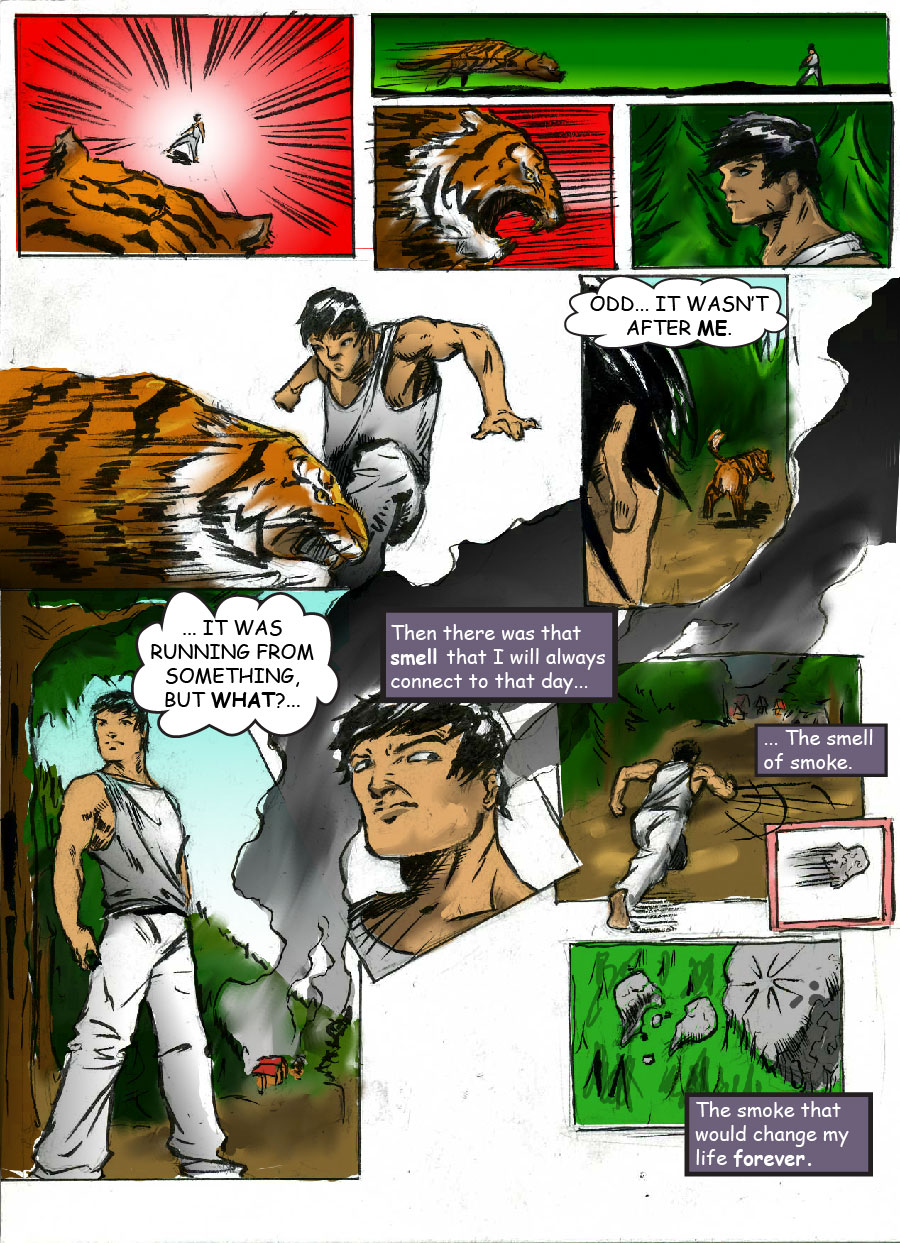 ODD... IT WASN'T
AFTER ME.
... IT WAS
RUNNING FROM
SOMETHING,
BUT WHAT?...
Then there was that
smell that I will always
connect to that day...
... The smell
of smoke.
The smoke that
would change my
life forever.